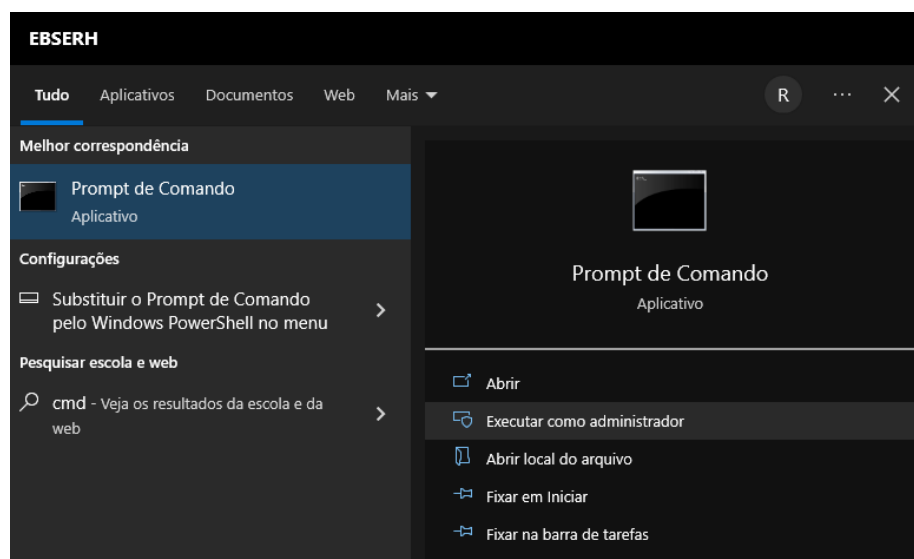 EBSERH
Tudo Aplicativos Documentos Web Mais R ...
Melhor correspondência
Prompt de Comando
Aplicativo
Configurações
Substituir o Prompt de Comando
pelo Windows PowerShell no menu
Pesquisar escola e web
cmd - Veja os resultados da escola e da
web
Prompt de Comando
Aplicativo
Abrir
Executar como administrador
Abrir local do arquivo
Fixar em Iniciar
Fixar na barra de tarefas